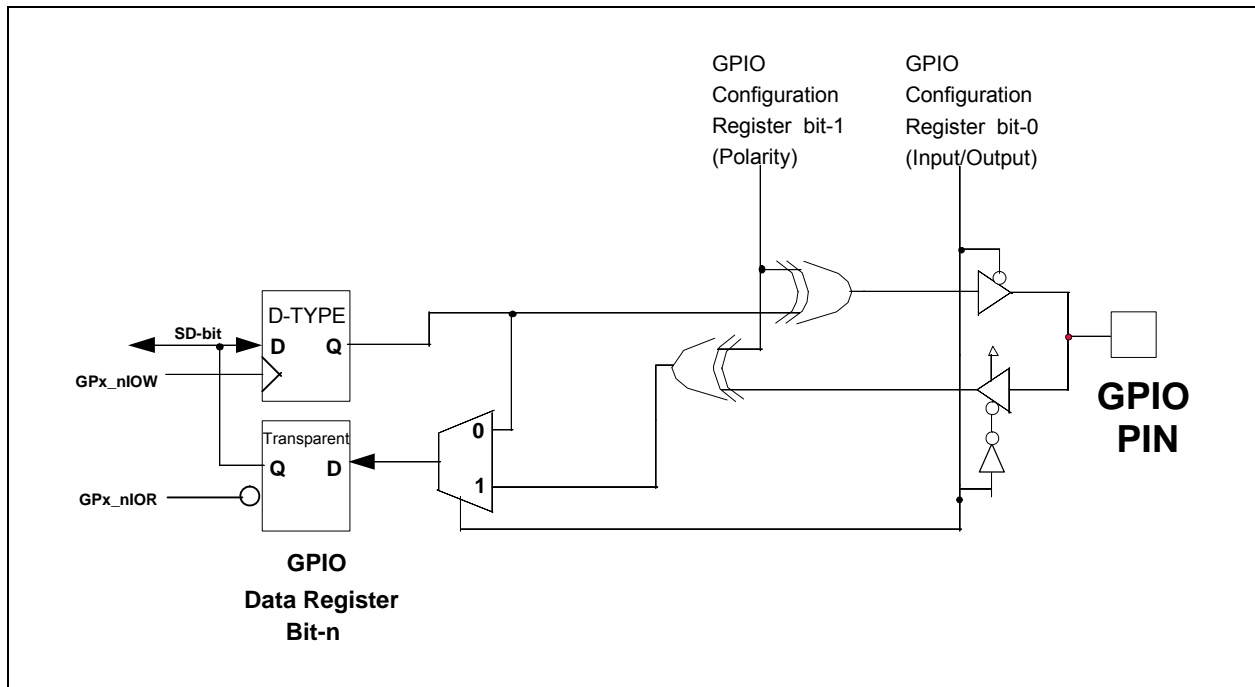 GPIO
Configuration
Register bit-1
(Polarity)
GPIO
Configuration
Register bit-0
(Input/Output)
D-TYPE
SD-bit
D Q
GPx_nIOW
GPIO
PIN
Transparent
Q D
0
1
GPx_nIOR
GPIO
Data Register
Bit-n